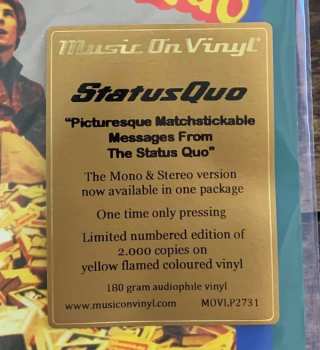 Music On Vinyl
Status Quo
“Picturesque Matchstickable
Messages From
The Status Quo”
The Mono & Stereo version
now available in one package
One time only pressing
Limited numbered edition of
2.000 copies on
yellow flamed coloured vinyl
180 gram audiophile vinyl
www.musiconvinyl.com MOVLP2731